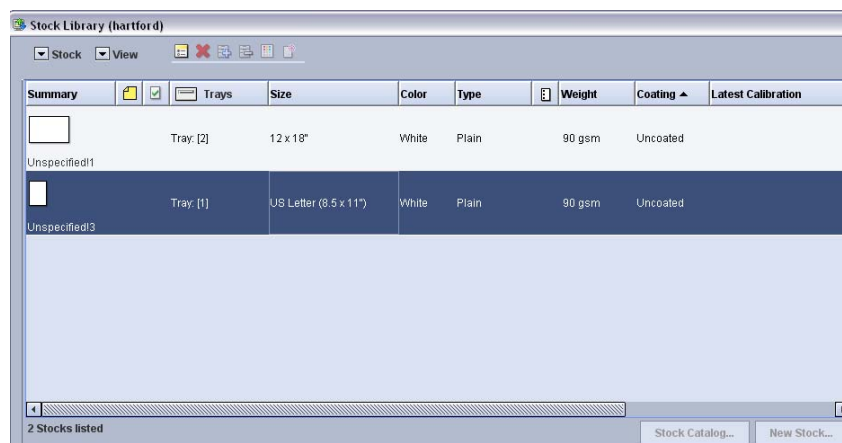 Stock Library (hartford)
Stock View
Summary Trays Size Color Type Weight Coating Latest Calibration
Tray: [2] 12 x 18" White Plain 90 gsm Uncoated
Unspecified!1
Tray: [1] US Letter (8.5 x 11") White Plain 90 gsm Uncoated
Unspecified!3
2 Stocks listed
Stock Catalog... New Stock...